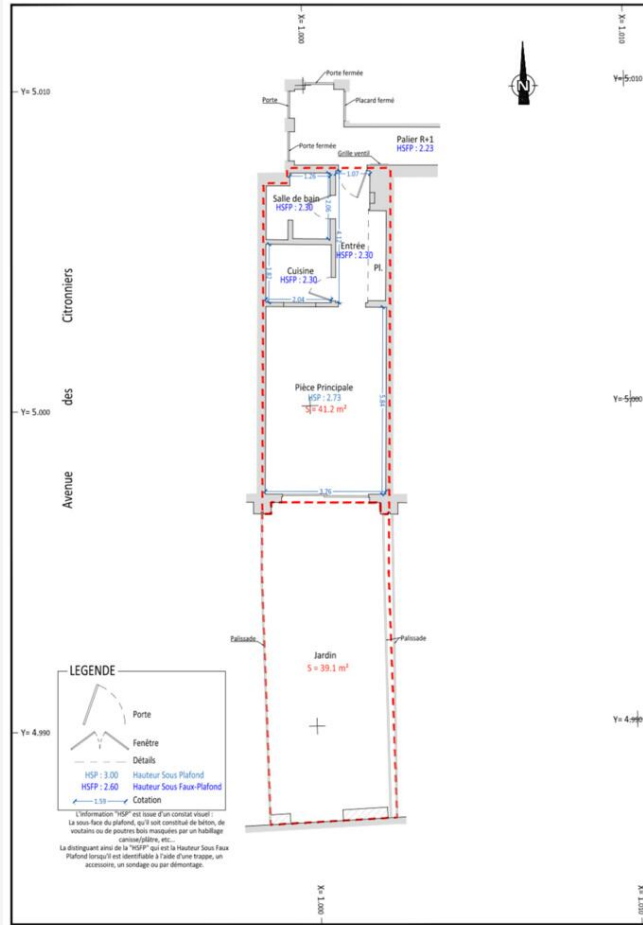 X= 1.000
X= 1.010
Y= 5.010
Y= 5.010
Porte fermée
Porte
Placard fermé
Palier R+1
HSFP : 2.23
Porte fermée
Grille ventil
1.26
1.07
Salle de bain
HSFP : 2.30
2.06
Entrée
HSFP : 2.30
Cuisine
HSFP : 2.30
Pl.
1.82
2.04
Citronniers
des
Avenue
Pièce Principale
HSP : 2.73
S = 41.2 m²
Y= 5.000
Y= 5.000
5.84
3.76
Palissade
Palissade
Jardin
S = 39.1 m²
Y= 4.990
Y= 4.990
LEGENDE
Porte
Fenêtre
Détails
HSP : 3.00 Hauteur Sous Plafond
HSFP : 2.60 Hauteur Sous Faux-Plafond
1.59 Cotation
L'information "HSP" est issue d'un constat visuel :
La sous-face du plafond, qu'il soit constitué de béton, de
voutains ou de poutres bois masquées par un habillage
canisse/plâtre, etc...
La distinguant ainsi de la "HSFP" qui est la Hauteur Sous Faux
Plafond lorsqu'il est identifiable à l'aide d'une trappe, un
accessoire, un sondage ou par démontage.
X= 1.000
X= 1.010
N